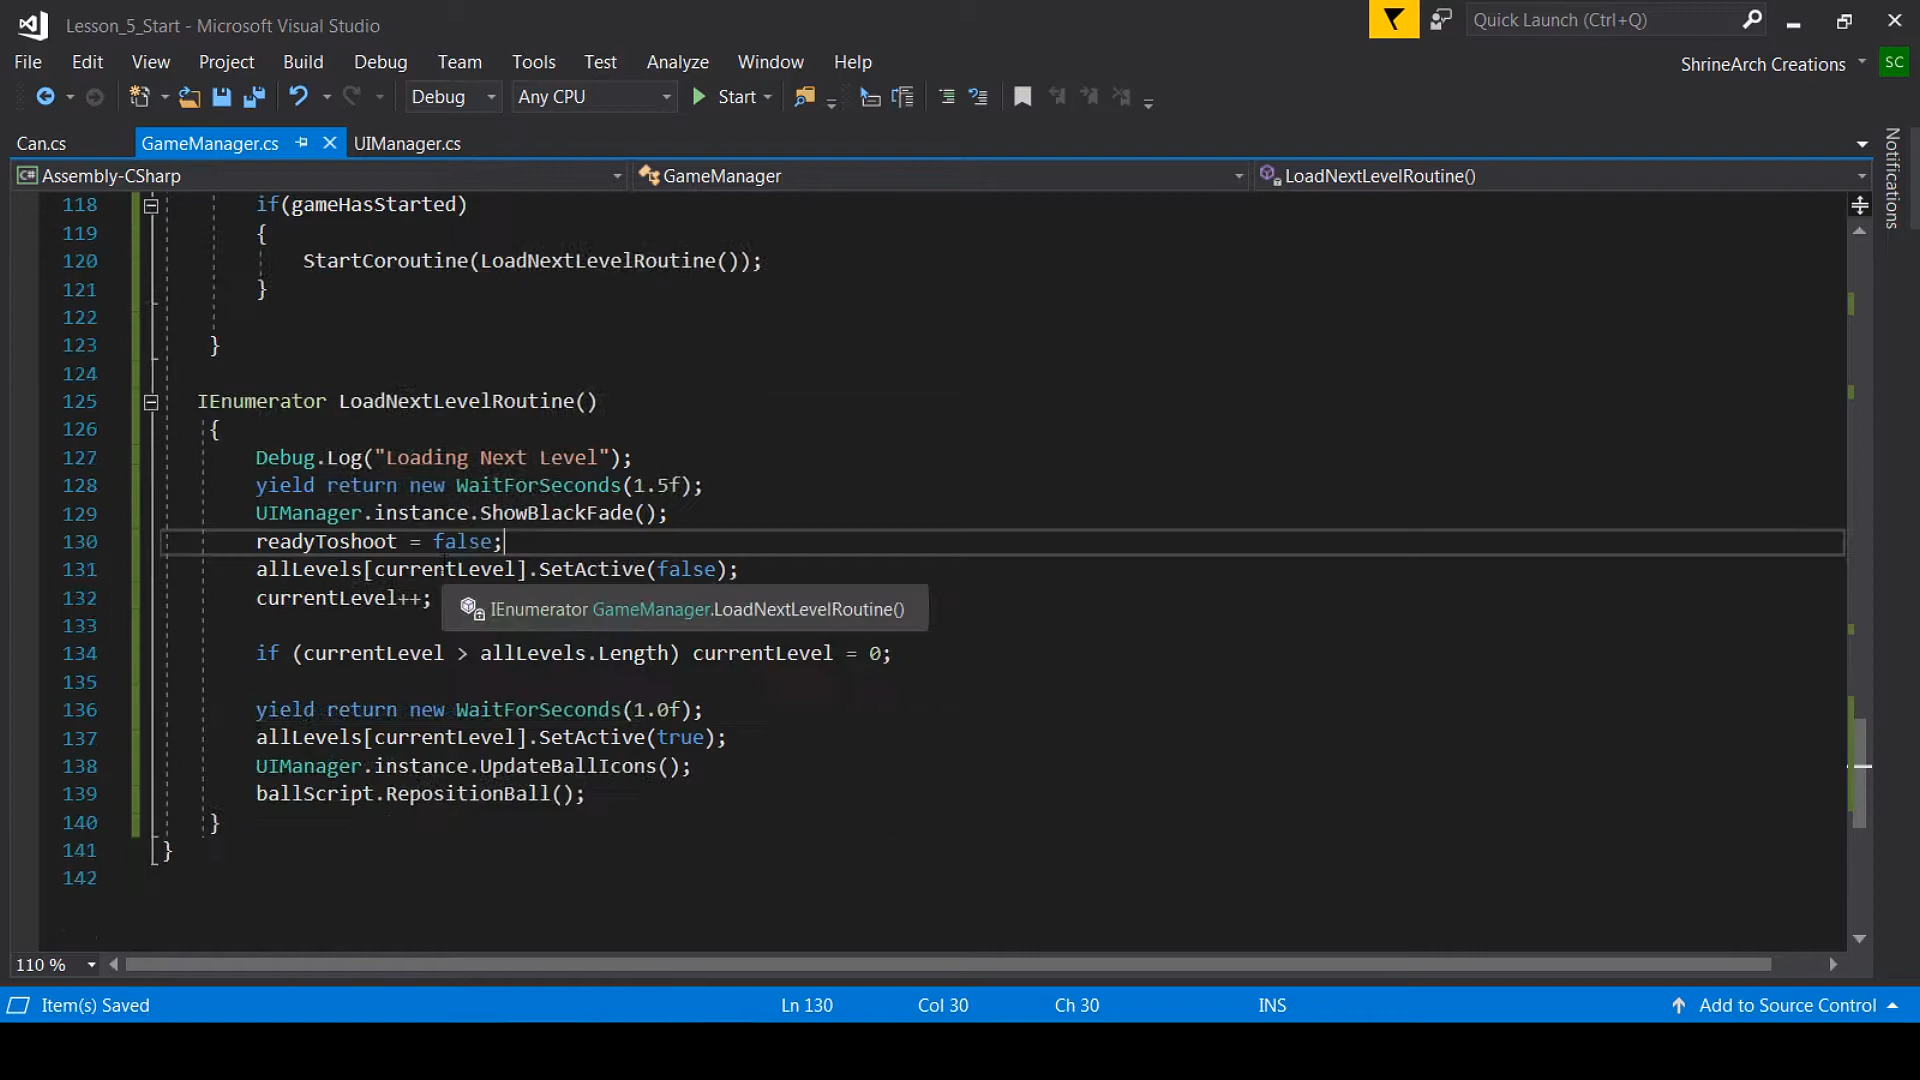 Lesson_5_Start - Microsoft Visual Studio
Quick Launch (Ctrl+Q)
File Edit View Project Build Debug Team Tools Test Analyze Window Help
ShrineArch Creations SC
Debug Any CPU Start
Can.cs GameManager.cs UIManager.cs
Notifications
C# Assembly-CSharp GameManager LoadNextLevelRoutine()
118 if(gameHasStarted)
119 {
120 StartCoroutine(LoadNextLevelRoutine());
121 }
122
123 }
124
125 IEnumerator LoadNextLevelRoutine()
126 {
127 Debug.Log("Loading Next Level");
128 yield return new WaitForSeconds(1.5f);
129 UIManager.instance.ShowBlackFade();
130 readyToshoot = false;
131 allLevels[currentLevel].SetActive(false);
132 currentLevel++;
IEnumerator GameManager.LoadNextLevelRoutine()
133
134 if (currentLevel > allLevels.Length) currentLevel = 0;
135
136 yield return new WaitForSeconds(1.0f);
137 allLevels[currentLevel].SetActive(true);
138 UIManager.instance.UpdateBallIcons();
139 ballScript.RepositionBall();
140 }
141 }
142
110 %
Item(s) Saved Ln 130 Col 30 Ch 30 INS Add to Source Control